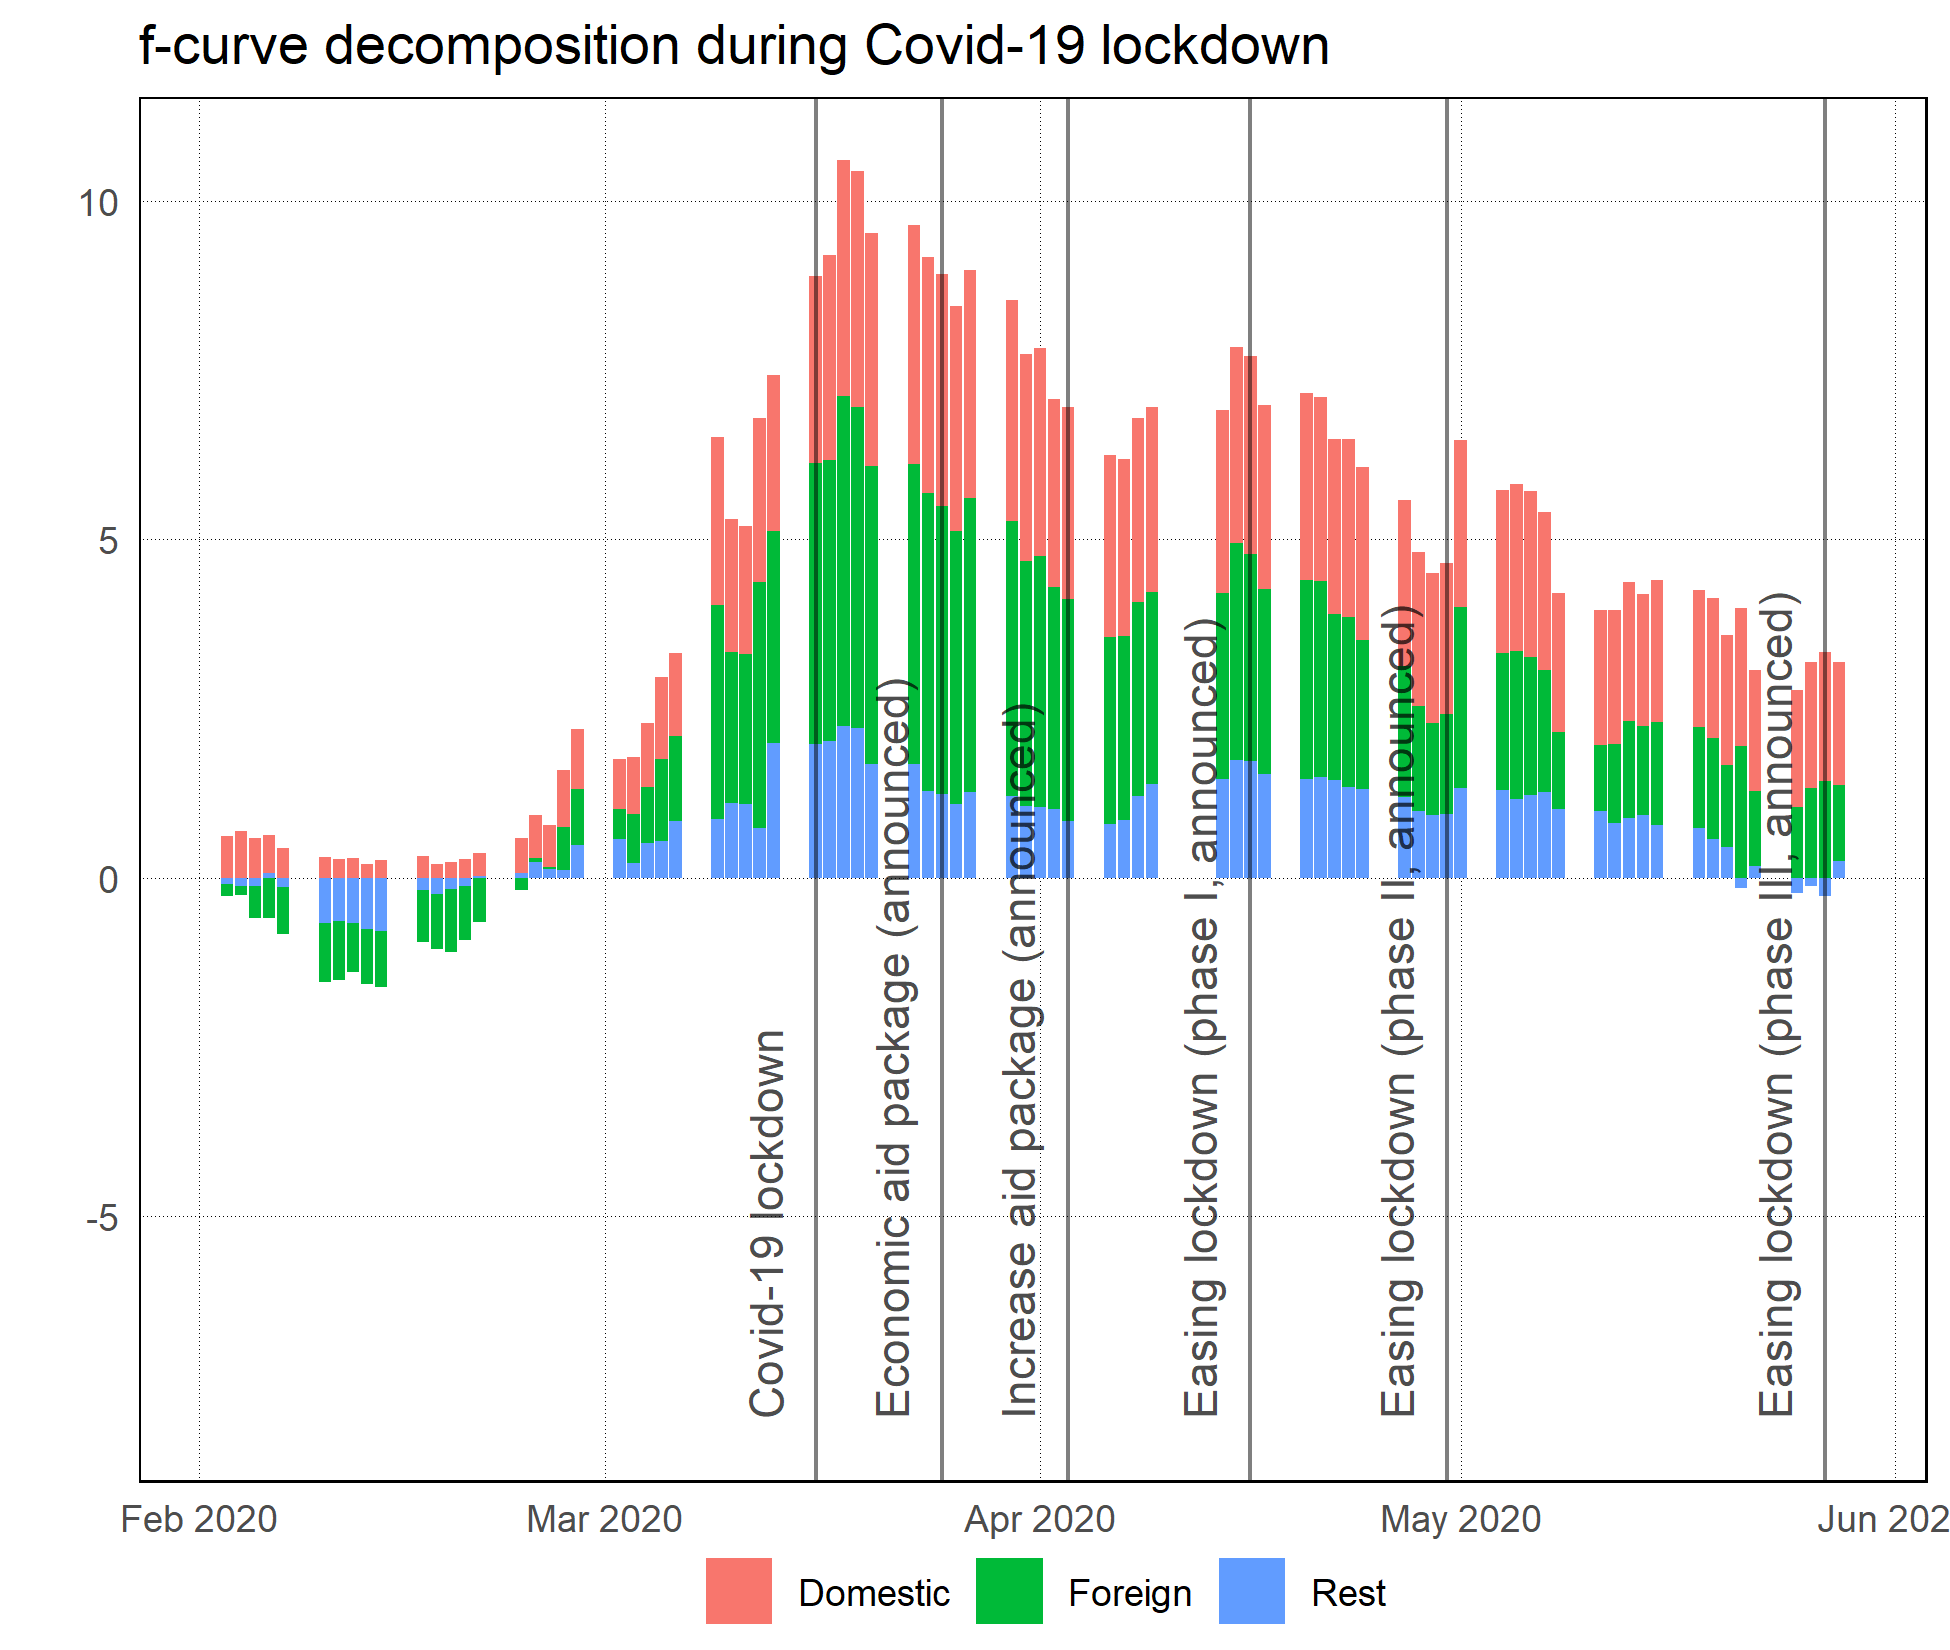 f-curve decomposition during Covid-19 lockdown
10
5
0
-5
Covid-19 lockdown
Economic aid package (announced)
Increase aid package (announced)
Easing lockdown (phase I, announced)
Easing lockdown (phase II, announced)
Easing lockdown (phase III, announced)
Feb 2020 Mar 2020 Apr 2020 May 2020 Jun 202
Domestic Foreign Rest